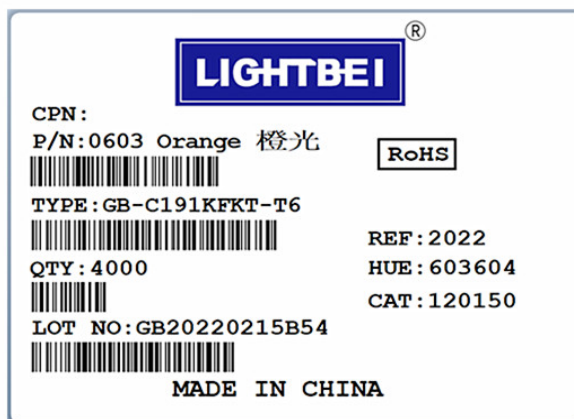 LIGHTBEI ®
CPN:
P/N:0603 Orange 橙光
RoHS
TYPE:GB-C191KFKT-T6
REF:2022
QTY:4000
HUE:603604
CAT:120150
LOT NO:GB20220215B54
MADE IN CHINA